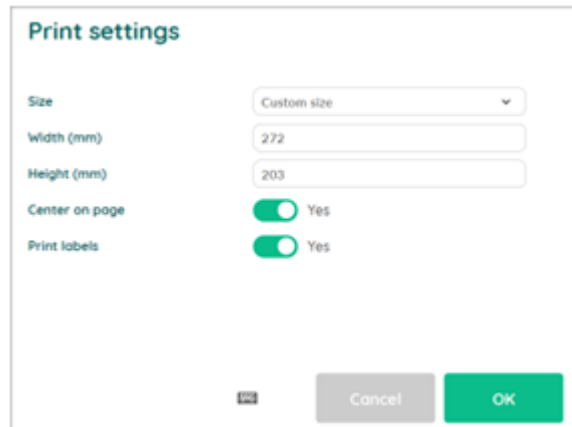 Print settings
Size
Custom size
Width (mm)
272
Height (mm)
203
Center on page
Yes
Print labels
Yes
Cancel
OK